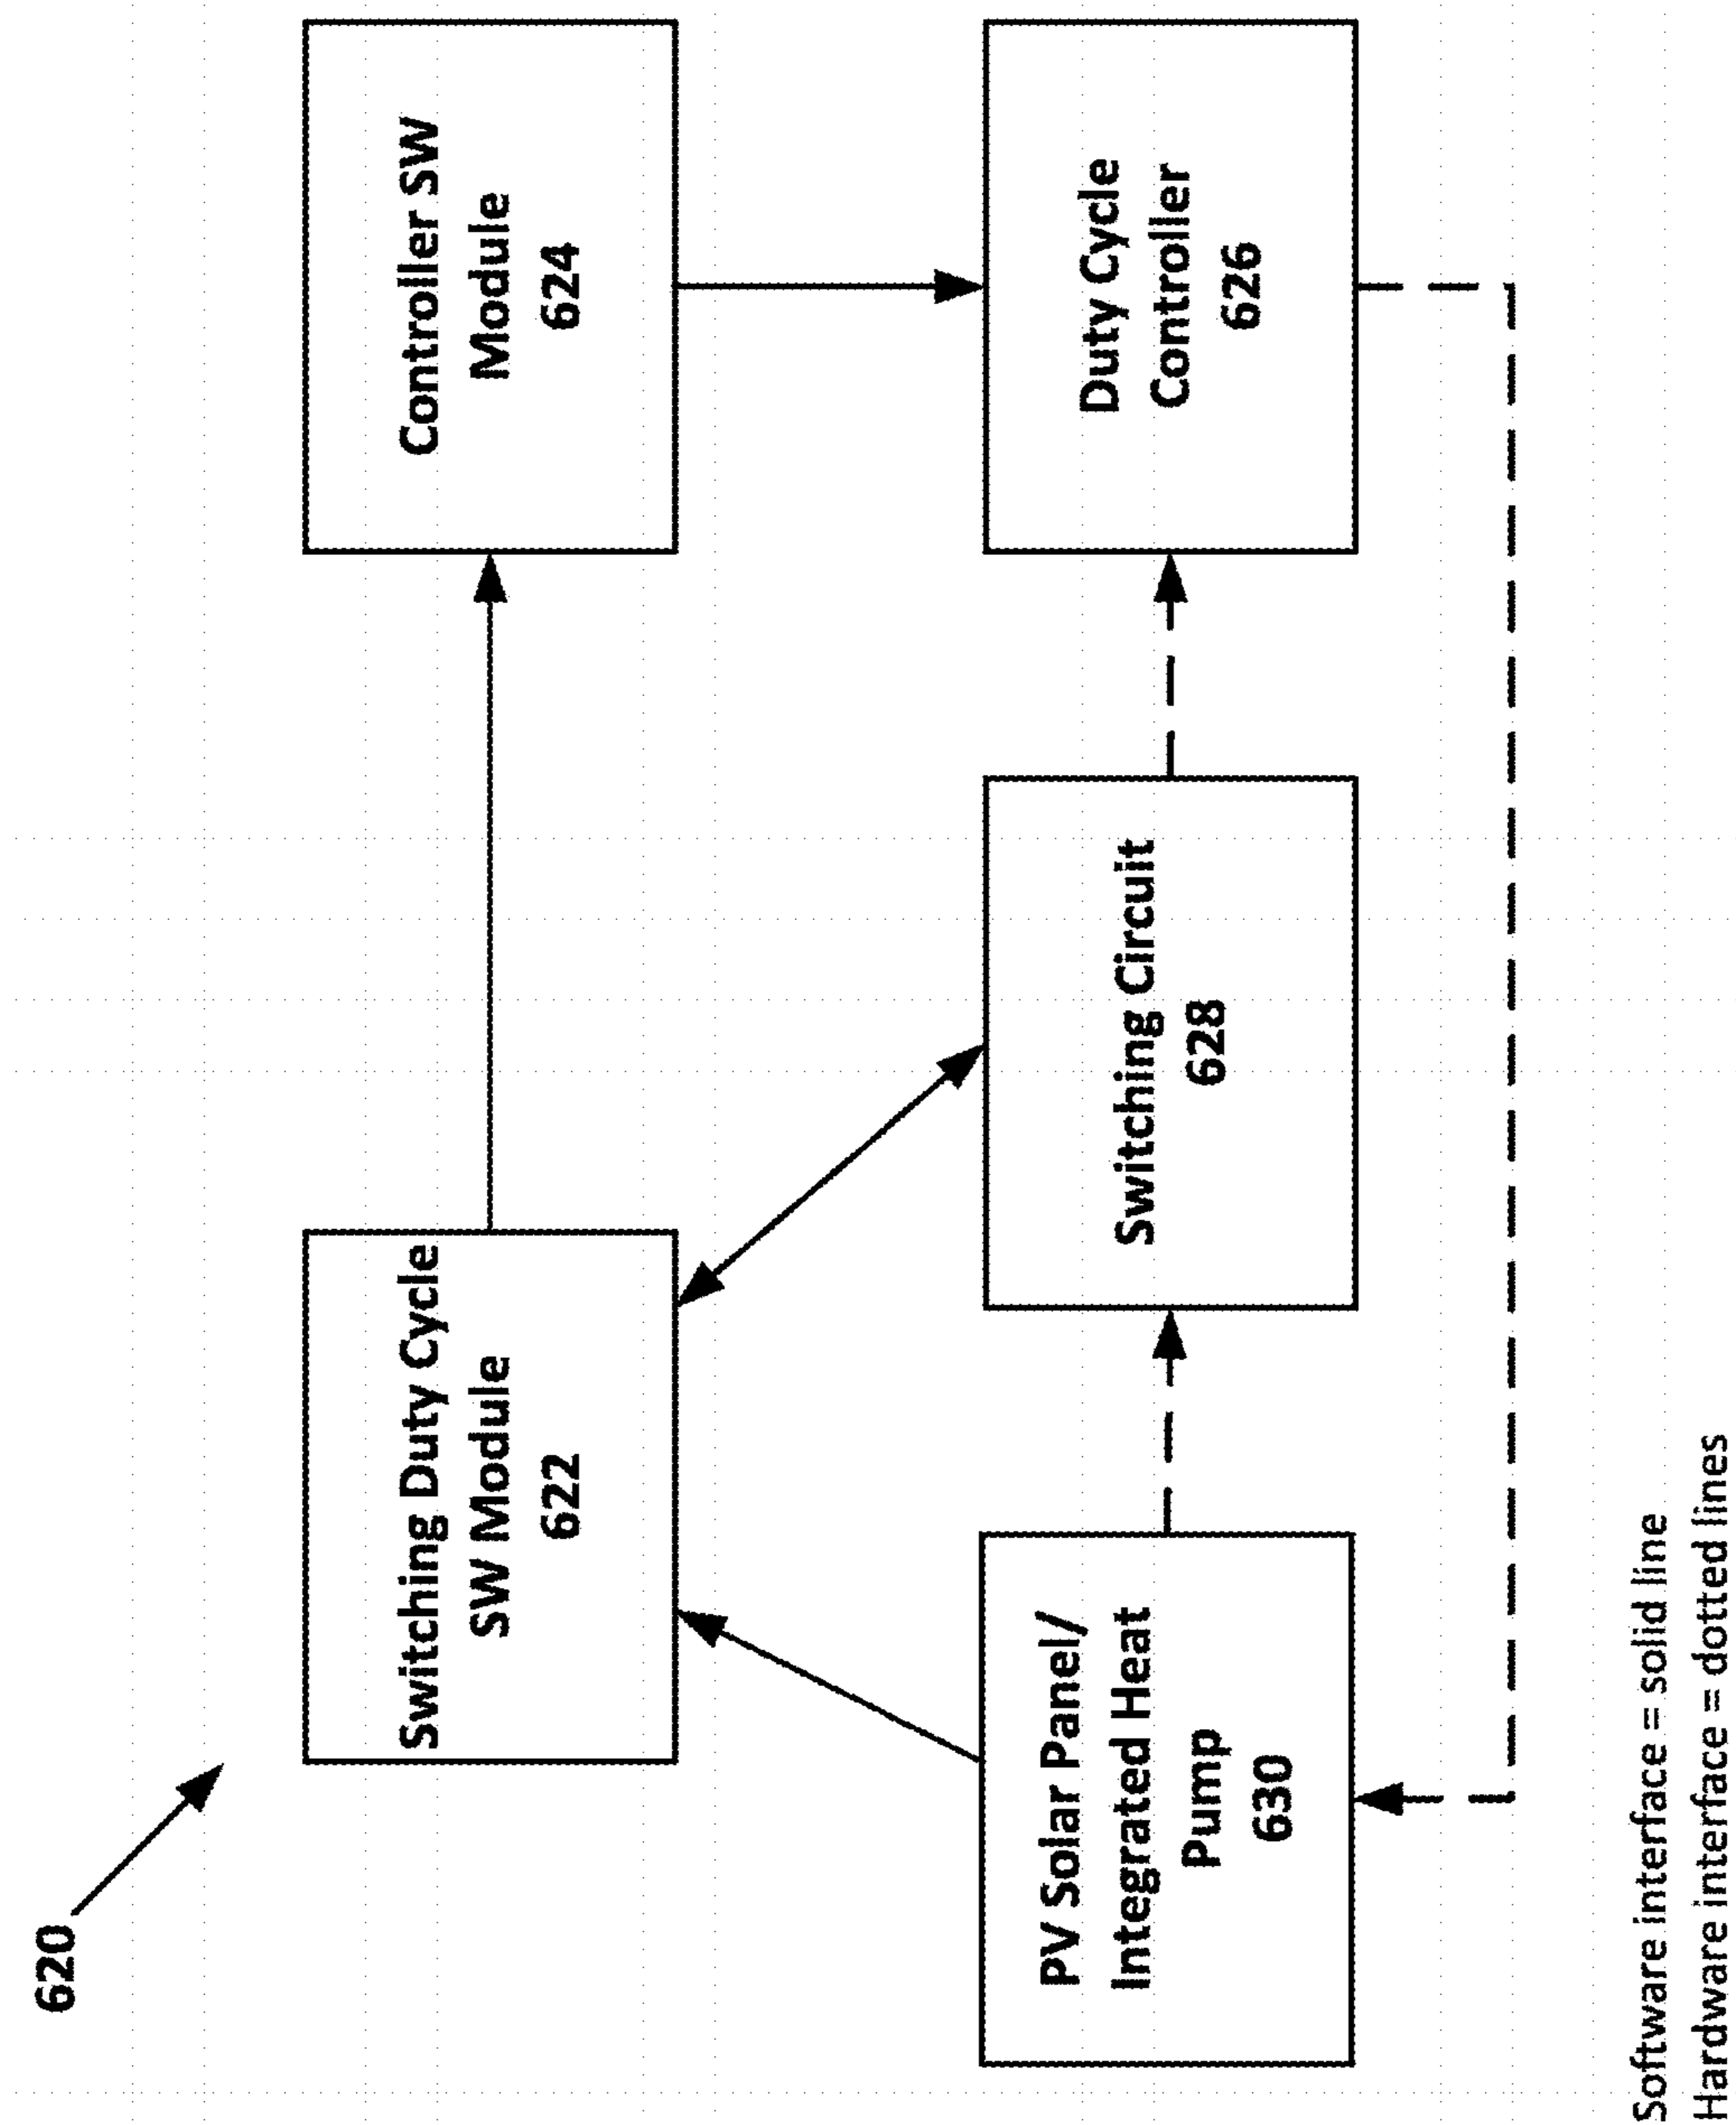 620
Switching Duty Cycle
SW Module
622
Controller SW
Module
624
PV Solar Panel/
Integrated Heat
Pump
630
Switching Circuit
628
Duty Cycle
Controller
626
Software interface = solid line
Hardware interface = dotted lines